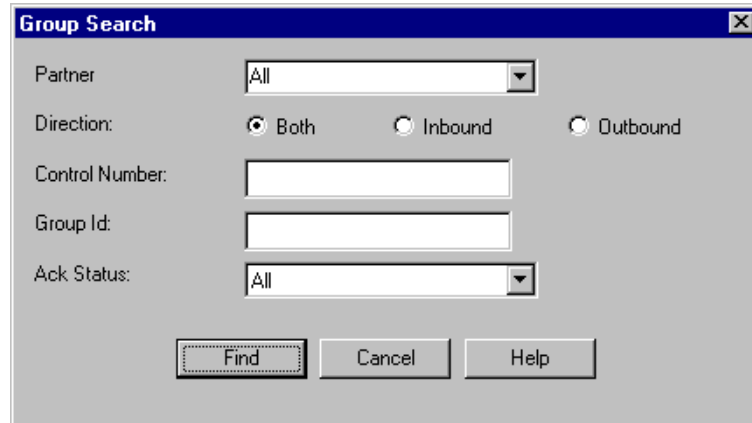 Group Search
Partner All
Direction: Both Inbound Outbound
Control Number:
Group Id:
Ack Status: All
Find Cancel Help